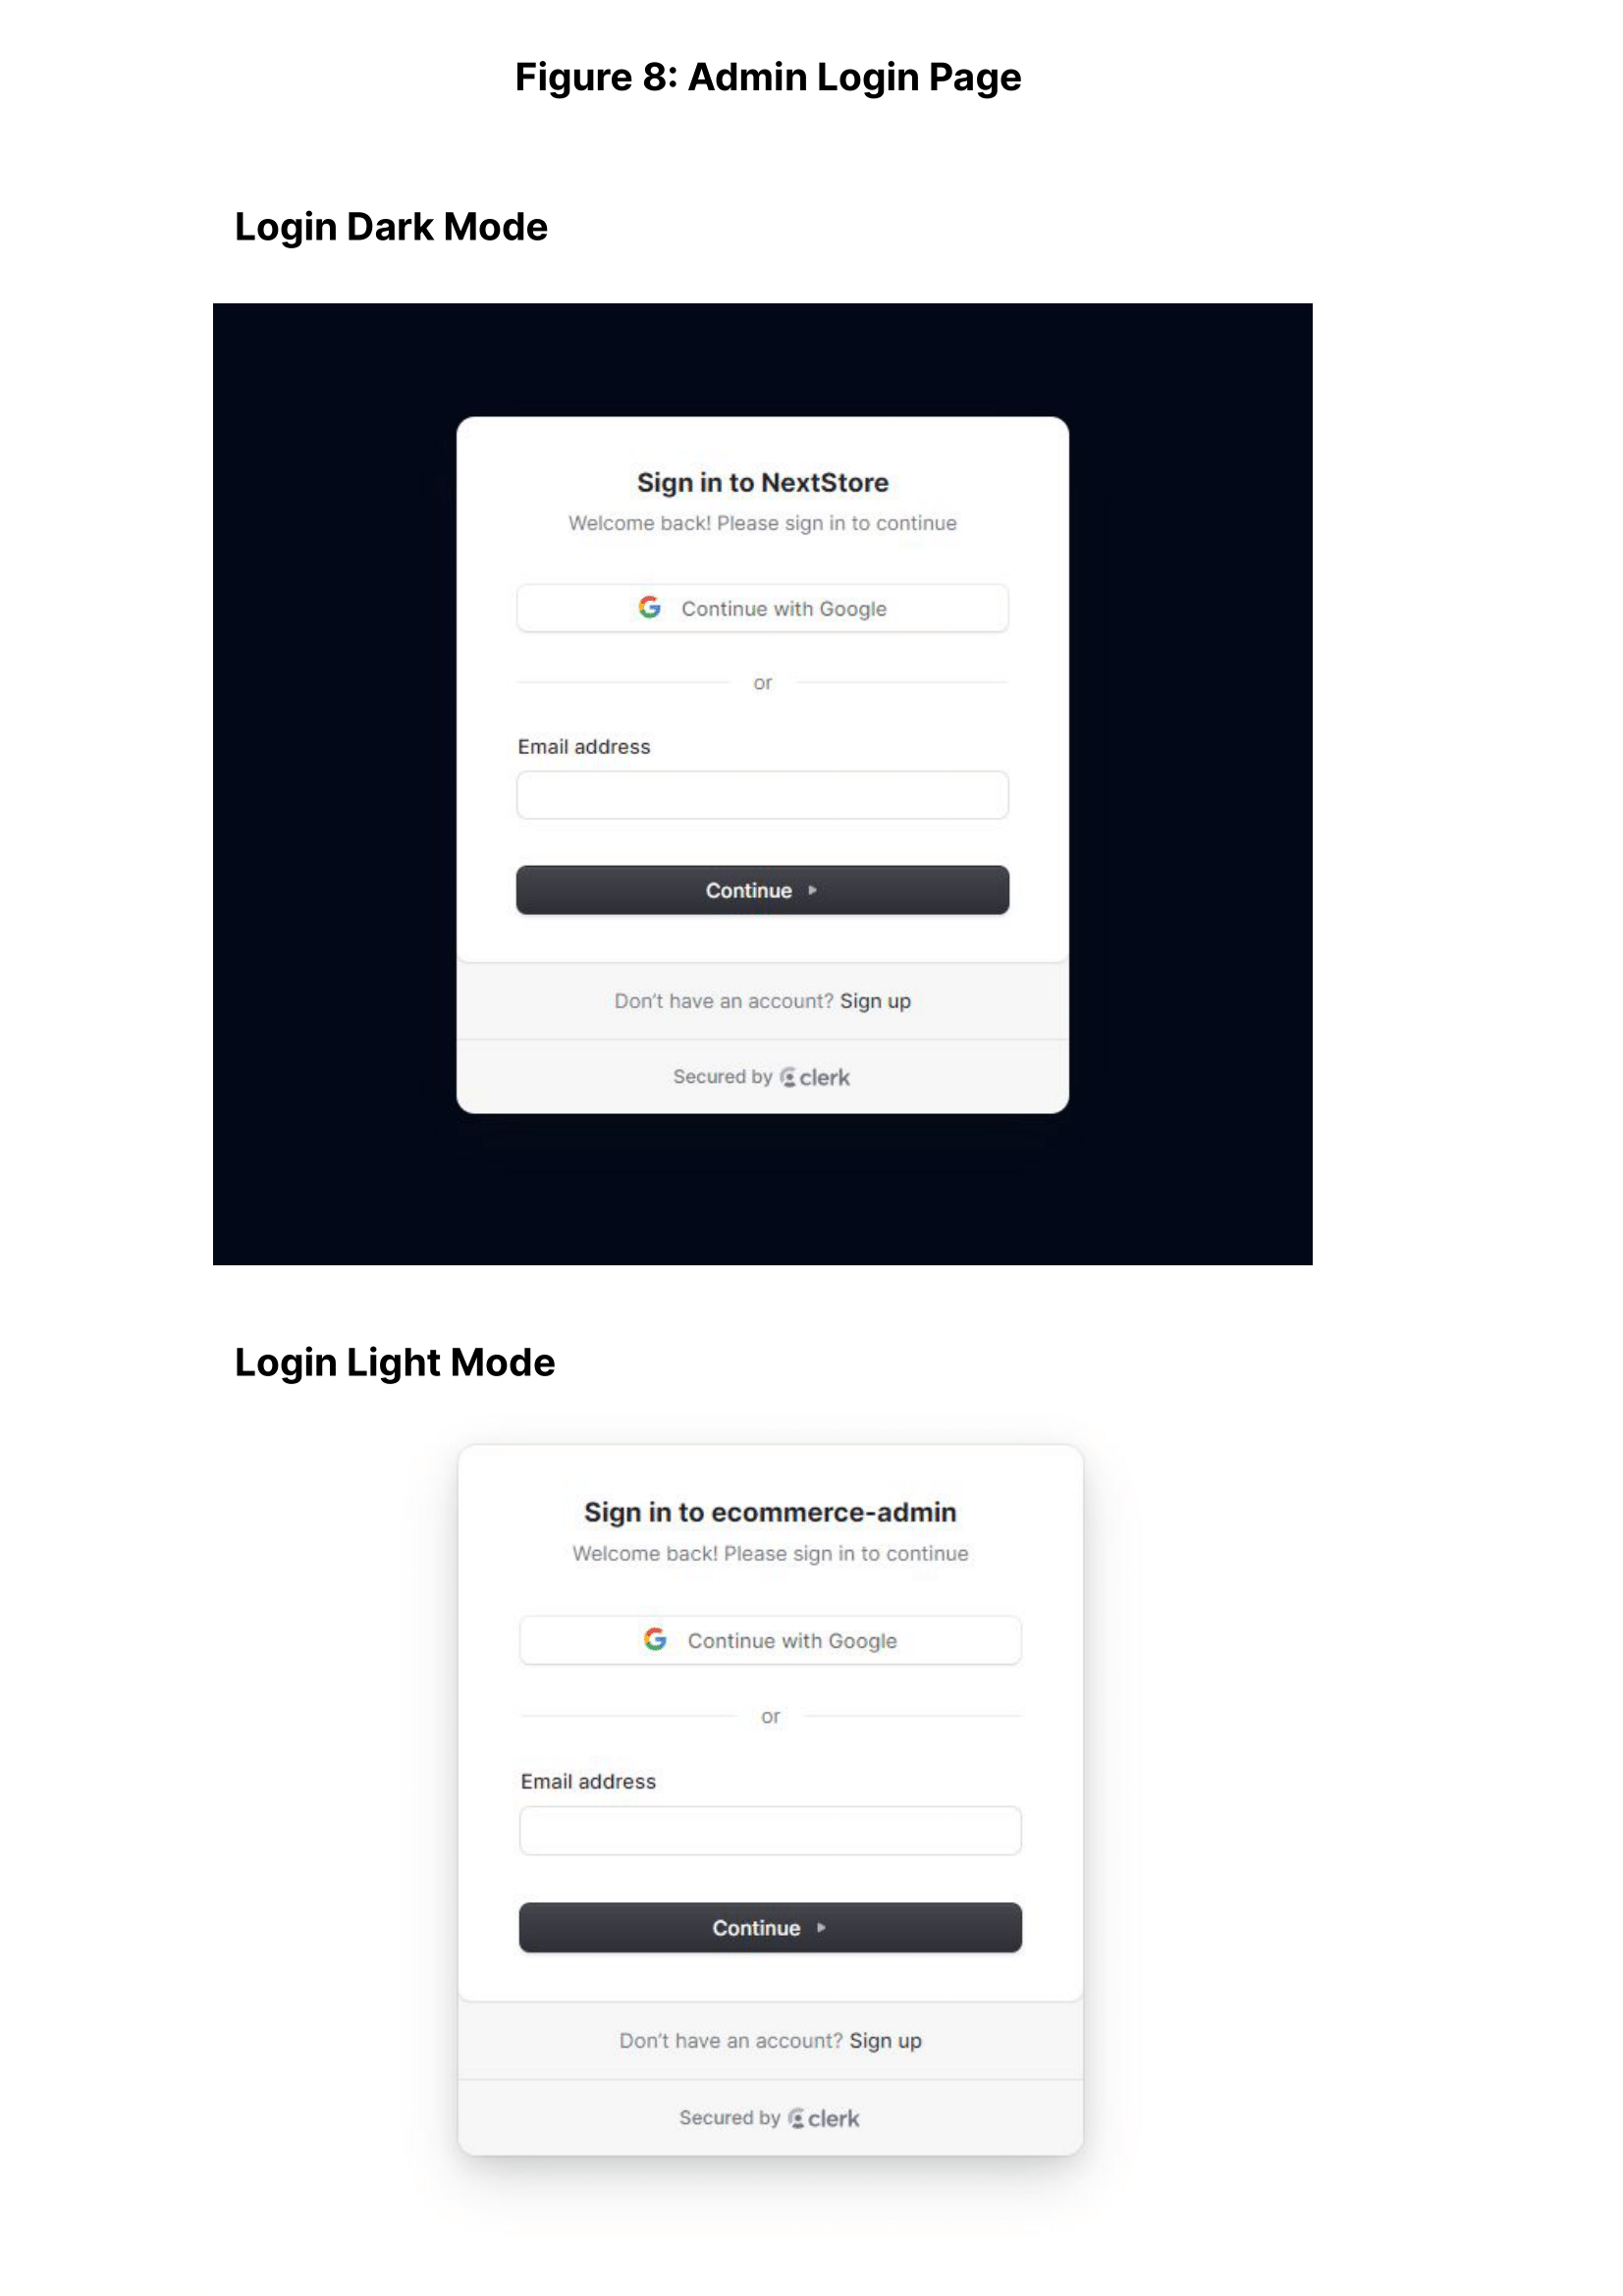 Figure 8: Admin Login Page
Login Dark Mode
Sign in to NextStore
Welcome back! Please sign in to continue
Continue with Google
or
Email address
Continue
Don't have an account? Sign up
Secured by clerk
Login Light Mode
Sign in to ecommerce-admin
Welcome back! Please sign in to continue
Continue with Google
or
Email address
Continue
Don't have an account? Sign up
Secured by clerk